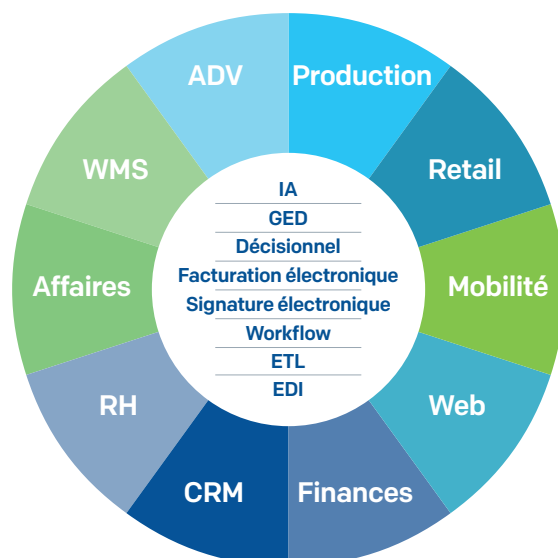 ADV
Production
Retail
Mobilité
Web
Finances
CRM
RH
Affaires
WMS
IA
GED
Décisionnel
Facturation électronique
Signature électronique
Workflow
ETL
EDI